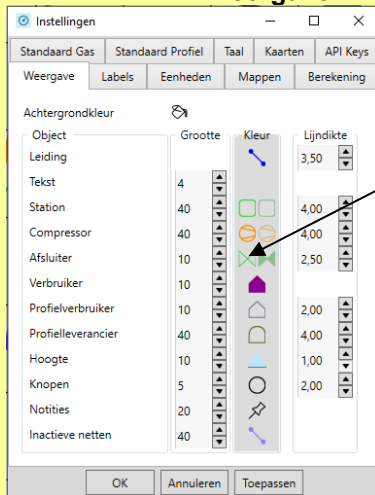 Instellingen
Standaard Gas Standaard Profiel Taal Kaarten API Keys
Weergave Labels Eenheden Mappen Berekening
Achtergrondkleur
Object Grootte Kleur Lijndikte
Leiding 3,50
Tekst 4
Station 40 4,00
Compressor 40 4,00
Afsluiter 10 2,50
Verbruiker 10
Profielverbruiker 10 2,00
Profielleverancier 40 4,00
Hoogte 10 1,00
Knopen 5 2,00
Notities 20
Inactieve netten 40
OK Annuleren Toepassen